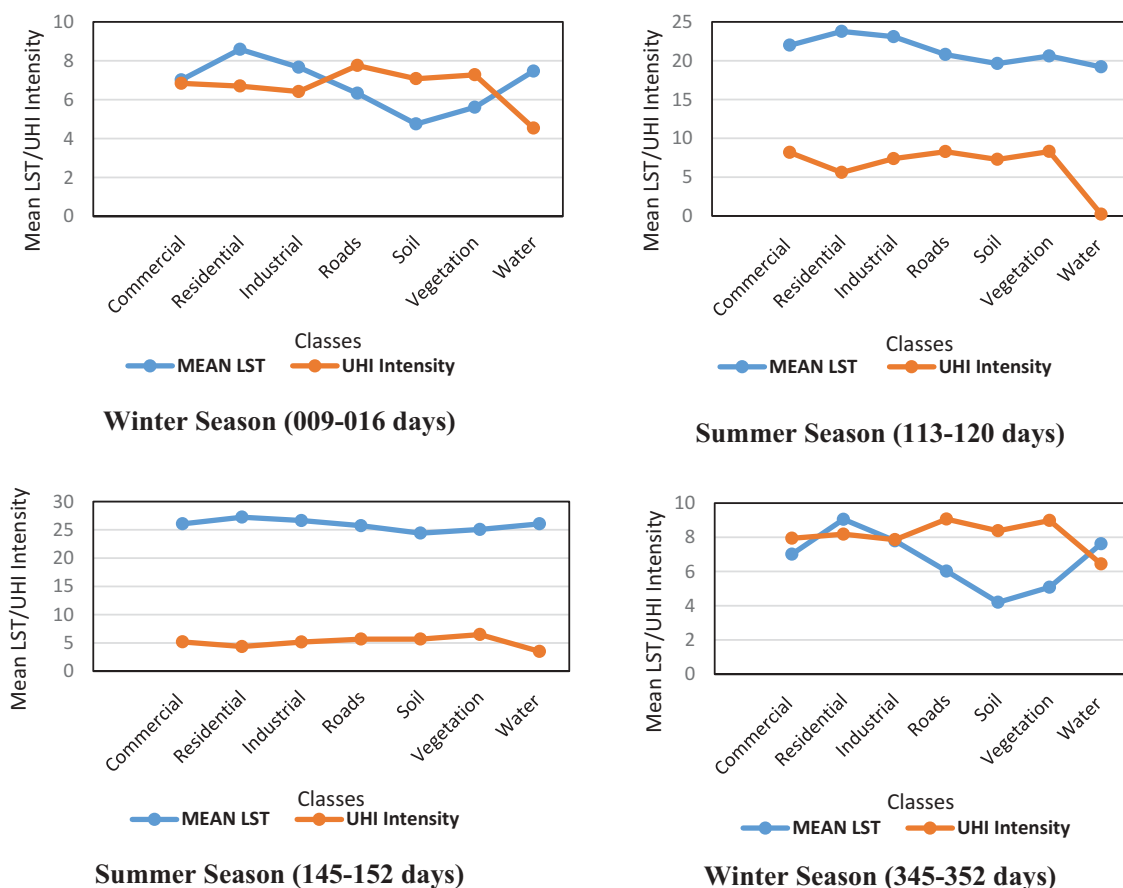 Mean LST/UHI Intensity
10
8
6
4
2
0
Commercial
Residential
Industrial
Roads
Soil
Vegetation
Water
Classes
MEAN LST
UHI Intensity
Winter Season (009-016 days)
Mean LST/UHI Intensity
25
20
15
10
5
0
Commercial
Residential
Industrial
Roads
Soil
Vegetation
Water
Classes
MEAN LST
UHI Intensity
Summer Season (113-120 days)
Mean LST/UHI Intensity
30
25
20
15
10
5
0
Commercial
Residential
Industrial
Roads
Soil
Vegetation
Water
Classes
MEAN LST
UHI Intensity
Summer Season (145-152 days)
Mean LST/UHI Intensity
10
8
6
4
2
0
Commercial
Residential
Industrial
Roads
Soil
Vegetation
Water
Classes
MEAN LST
UHI Intensity
Winter Season (345-352 days)